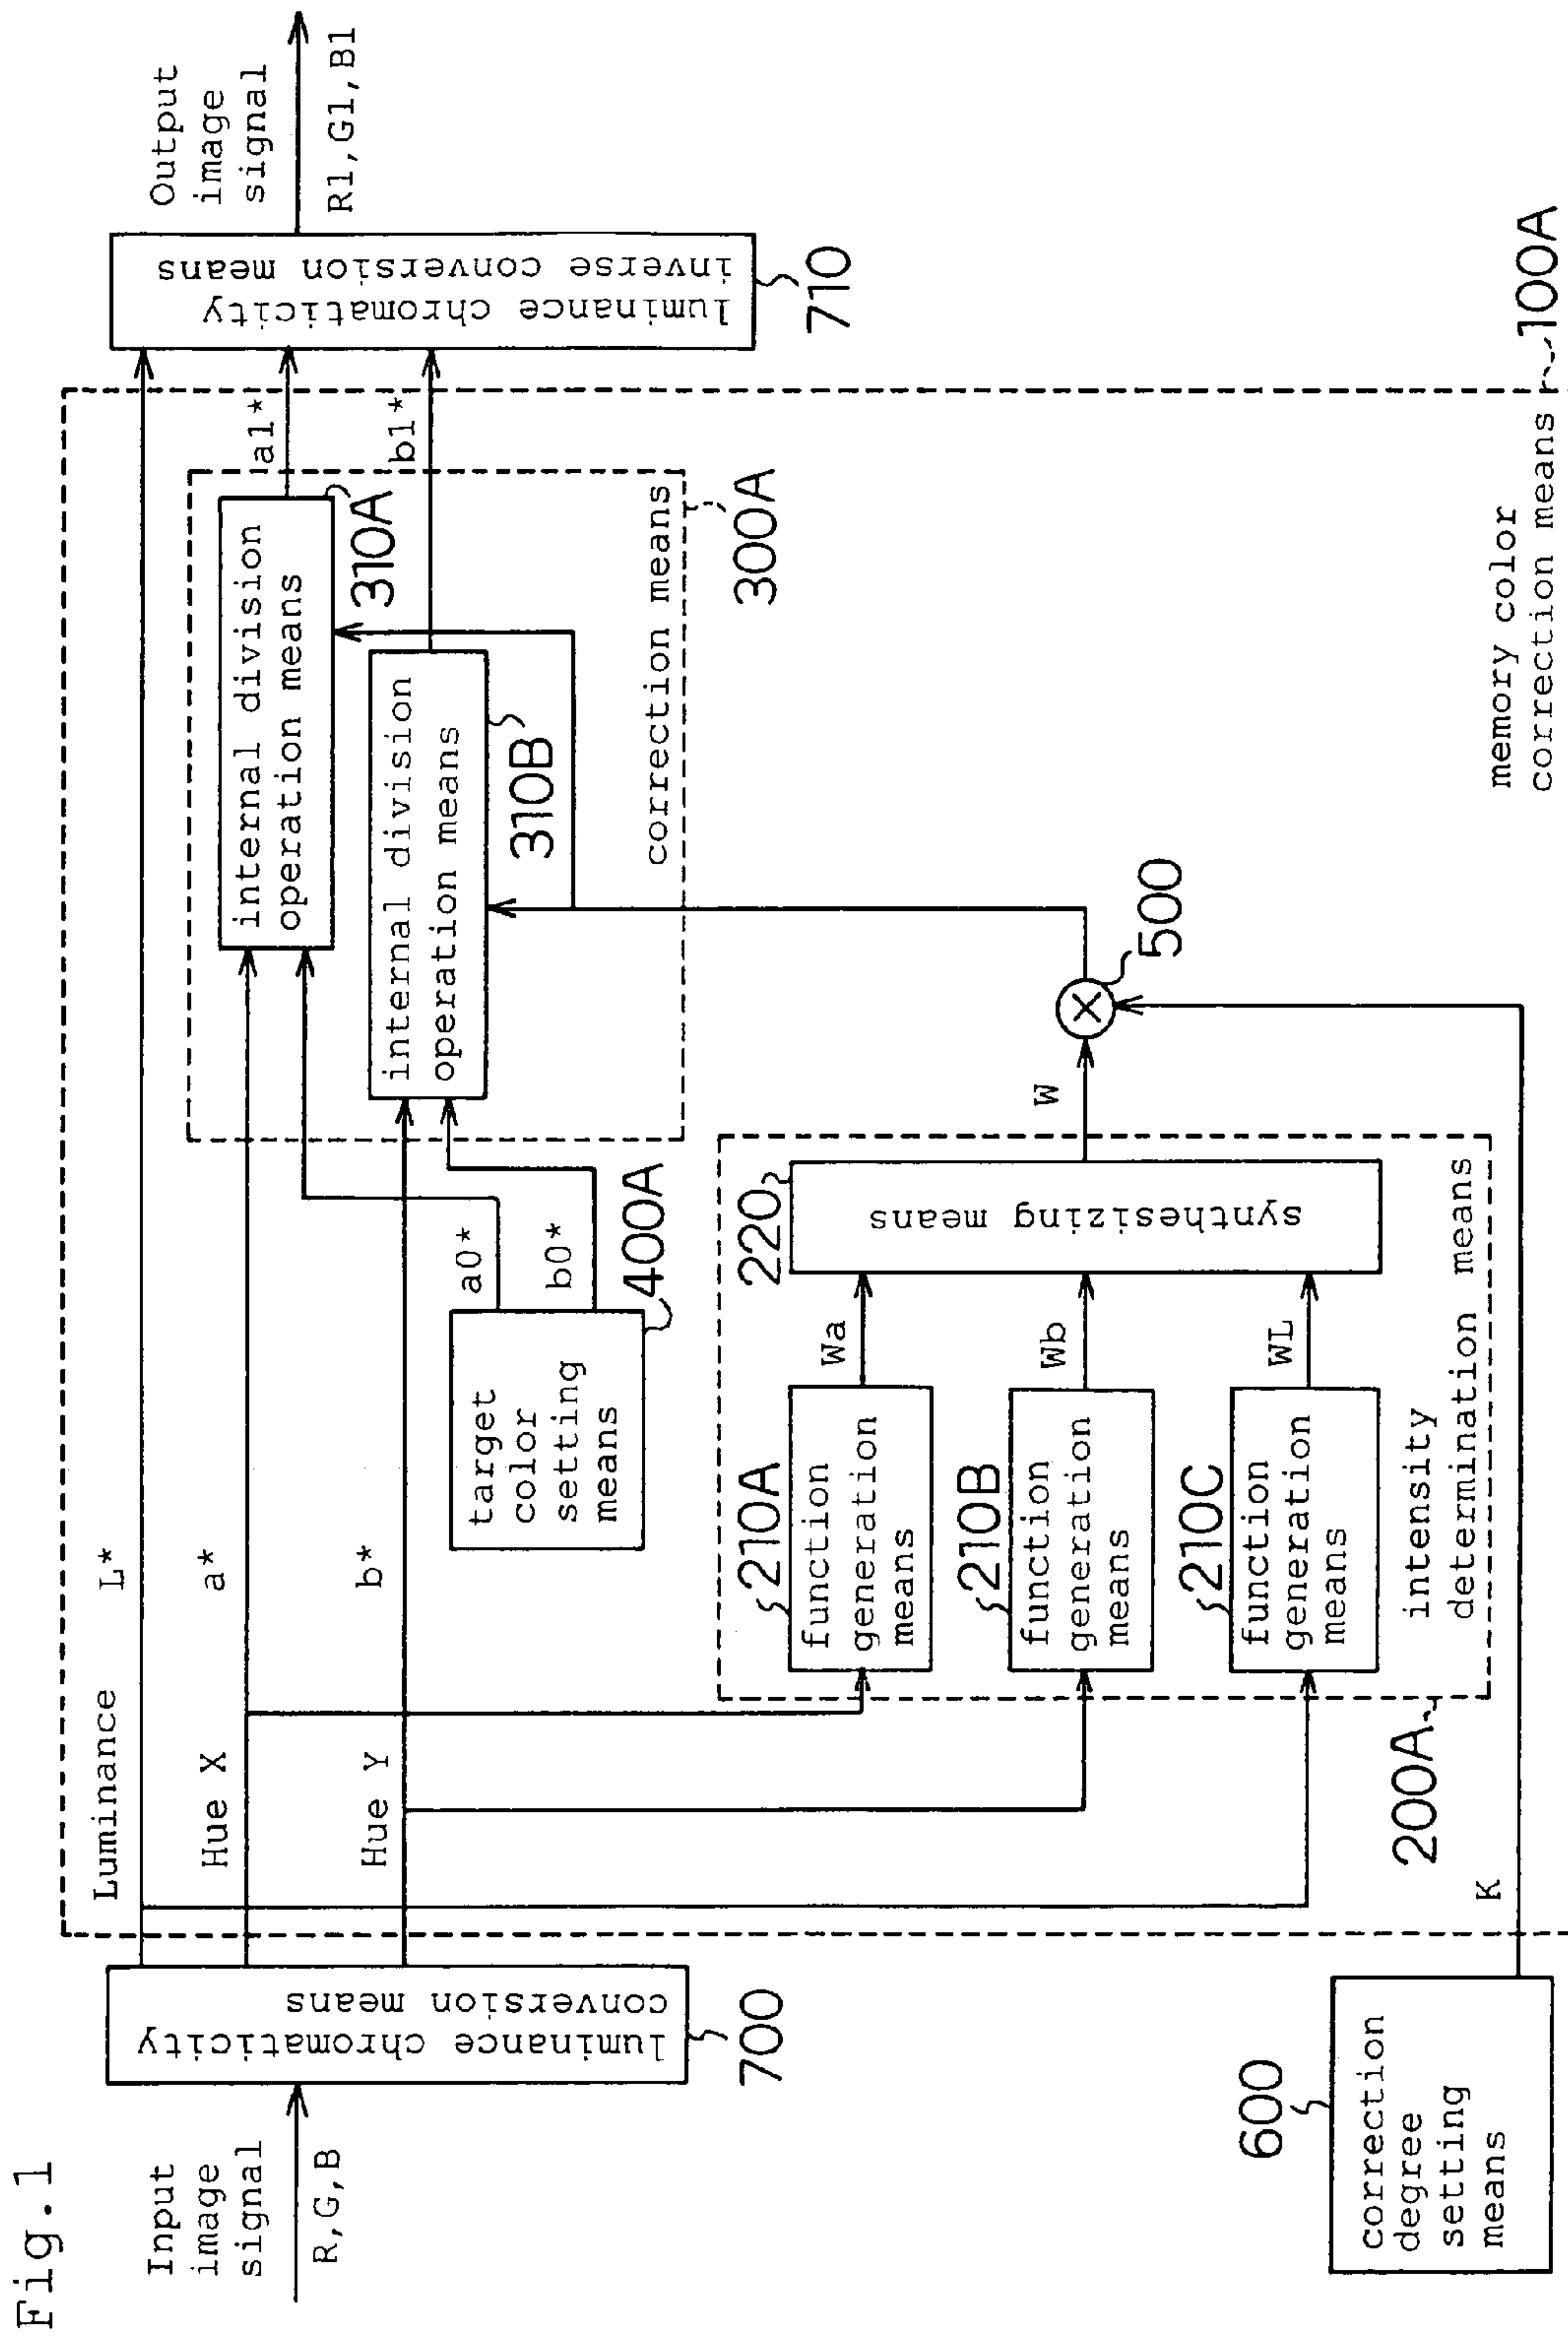 Fig.1
Input
image
signal
R,G,B
luminance chromaticity
conversion means
700
Luminance L*
Hue X a*
Hue Y b*
target
color
setting
means
400A
a0*
b0*
internal division
operation means
310A
internal division
operation means
310B
correction means
300A
a1*
b1*
luminance chromaticity
inverse conversion means
710
Output
image
signal
R1,G1,B1
210A
function
generation
means
Wa
210B
function
generation
means
Wb
210C
function
generation
means
WL
220
synthesizing means
intensity
determination means
200A
W
500
K
600
correction
degree
setting
means
memory color
correction means
100A